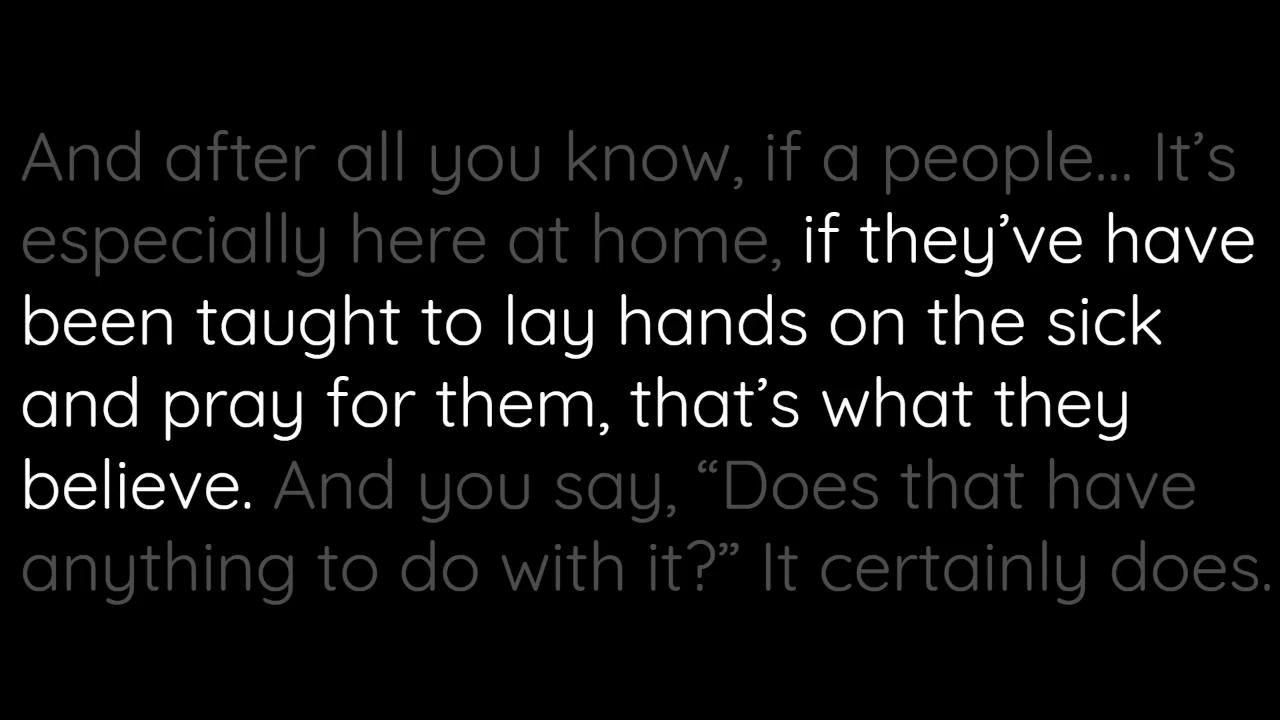 And after all you know, if a people... It’s
especially here at home, if they’ve have
been taught to lay hands on the sick
and pray for them, that’s what they
believe. And you say, “Does that have
anything to do with it?” It certainly does.